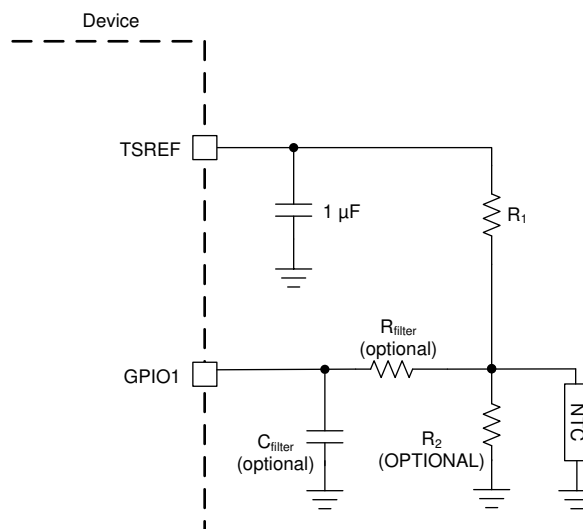 Device
TSREF
1 µF
R1
Rfilter
(optional)
GPIO1
Cfilter
(optional)
R2
(OPTIONAL)
NTC